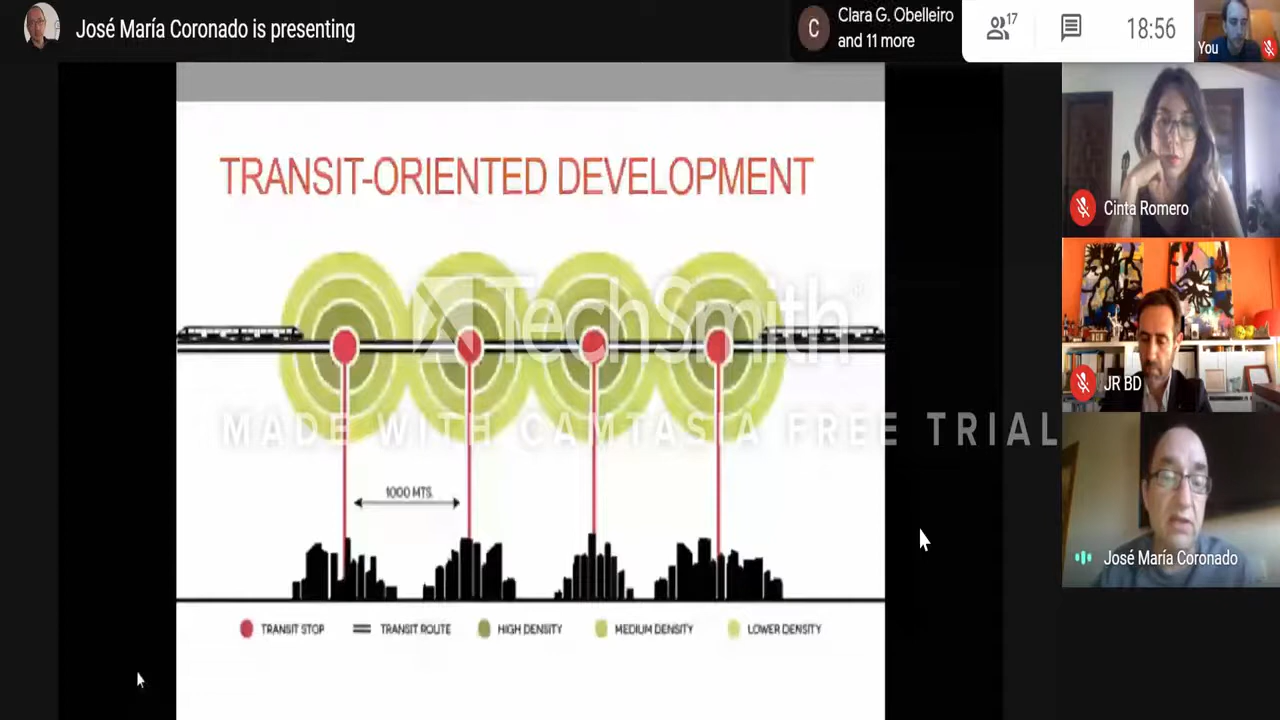 José María Coronado is presenting
C
Clara G. Obelleiro
and 11 more
17
18:56
You
TRANSIT-ORIENTED DEVELOPMENT
TechSmith
MADE WITH CAMTASIA FREE TRIAL
1000 MTS.
TRANSIT STOP
TRANSIT ROUTE
HIGH DENSITY
MEDIUM DENSITY
LOWER DENSITY
Cinta Romero
JR BD
José María Coronado